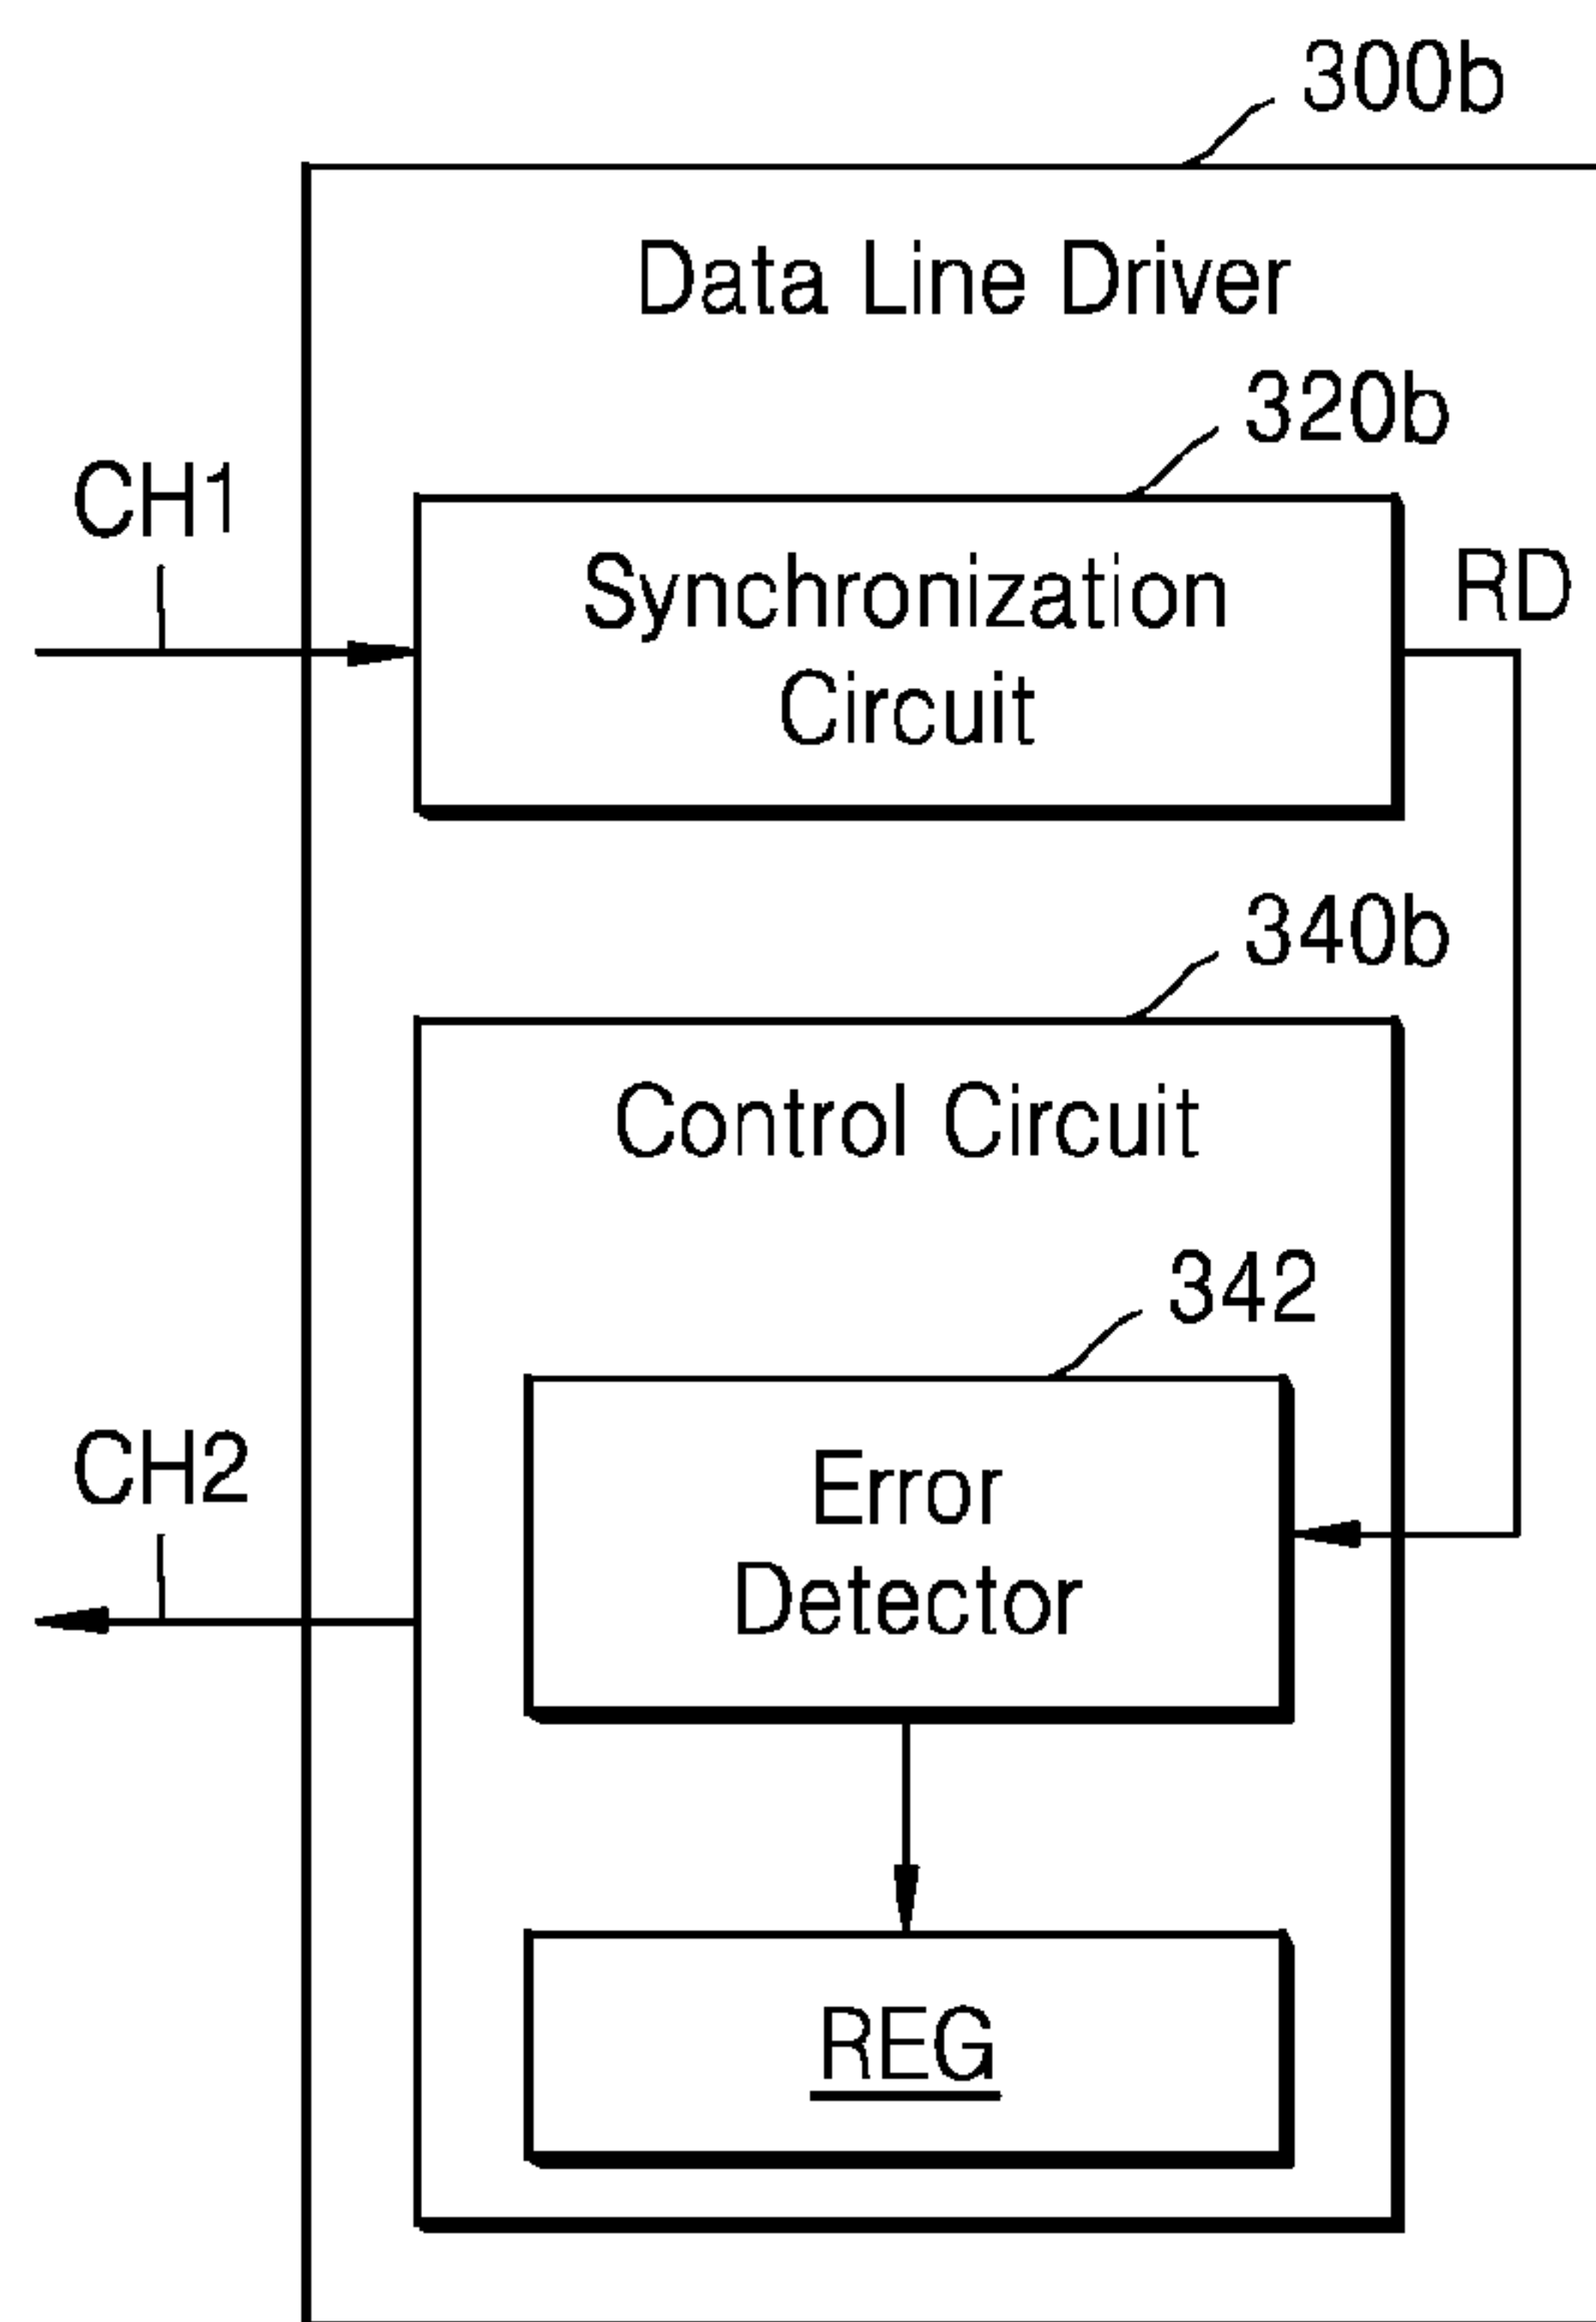 300b
Data Line Driver
320b
CH1
Synchronization
Circuit
RD
340b
Control Circuit
342
CH2
Error
Detector
REG